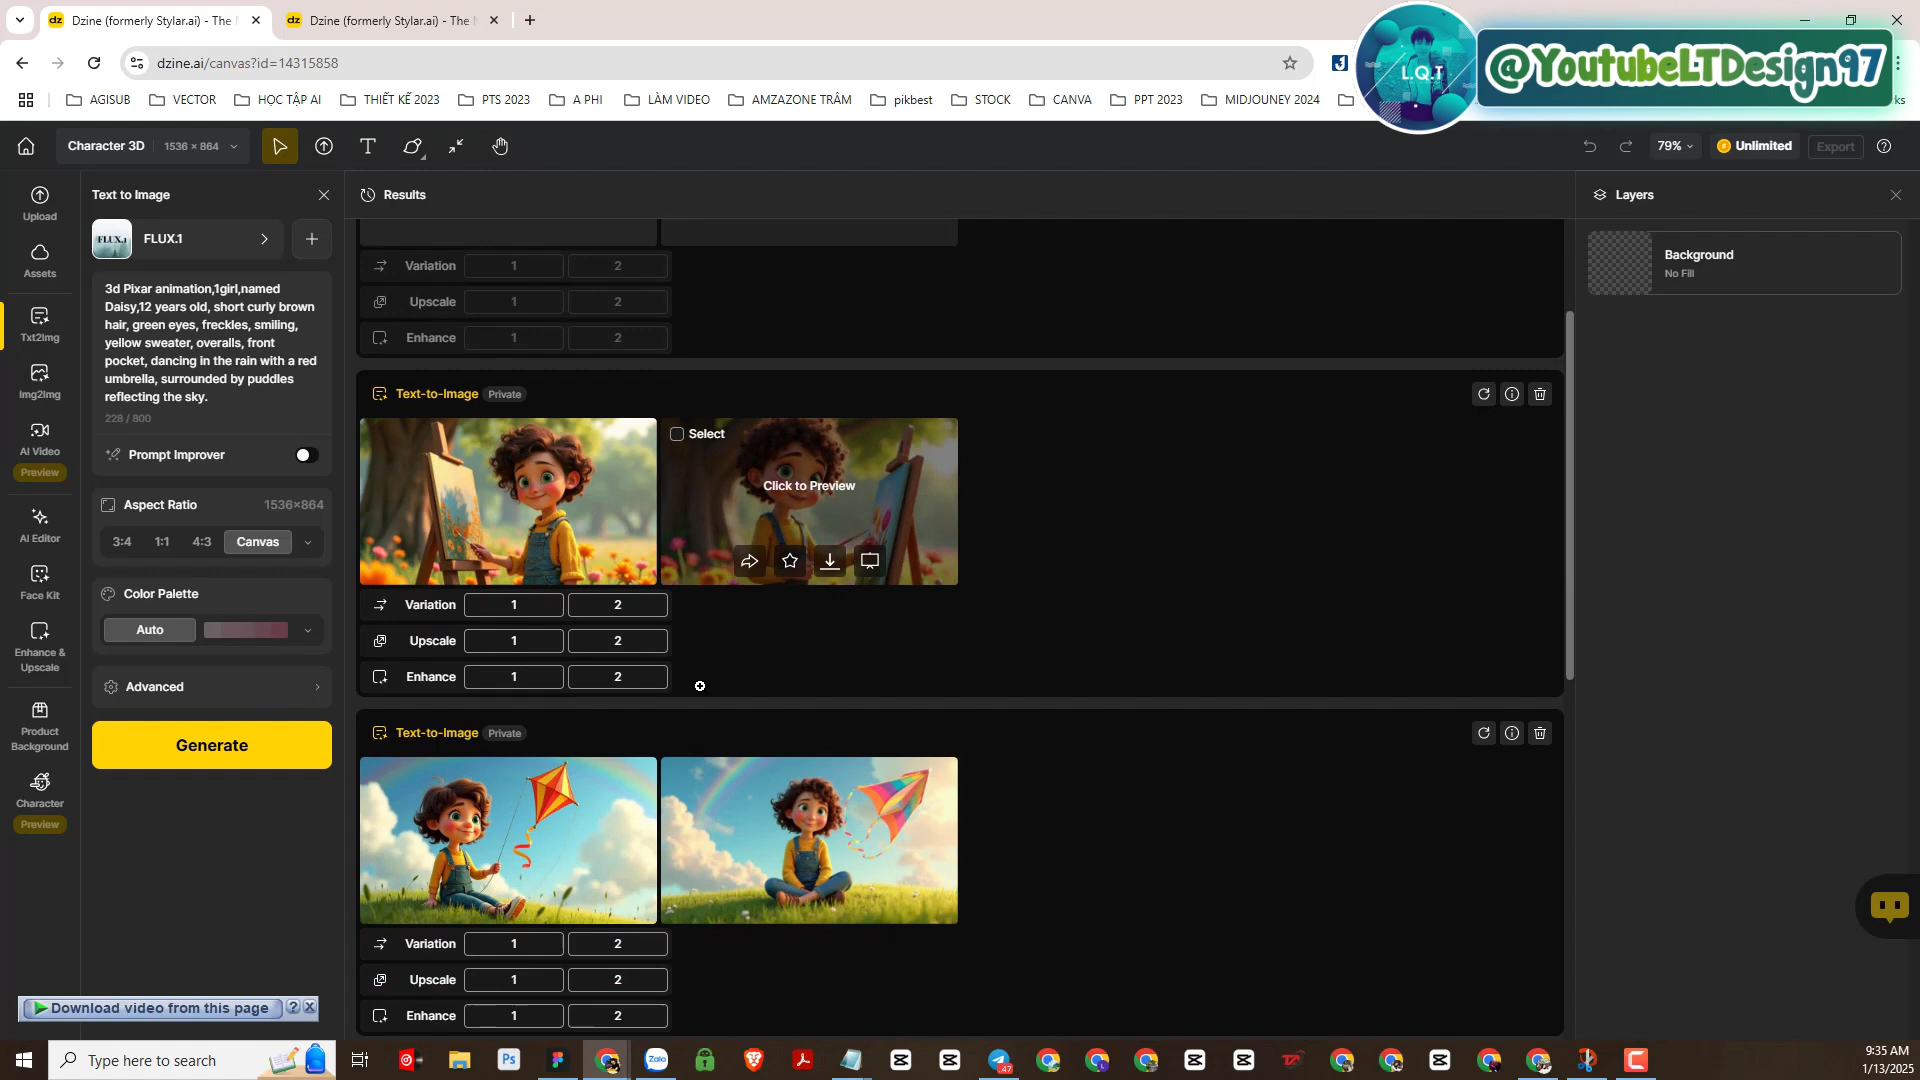 Dzine (formerly Stylar.ai) - The
Dzine (formerly Stylar.ai) - The
dzine.ai/canvas?id=14315858
L.Q.T
@YoutubeLTDesign97
AGISUB
VECTOR
HỌC TẬP AI
THIẾT KẾ 2023
PTS 2023
A PHI
LÀM VIDEO
AMZAZONE TRÂM
pikbest
STOCK
CANVA
PPT 2023
MIDJOUNEY 2024
Character 3D
1536 × 864
79%
Unlimited
Export
Upload
Assets
Txt2Img
Img2Img
AI Video
Preview
AI Editor
Face Kit
Enhance &
Upscale
Product
Background
Character
Preview
Text to Image
FLUX.1
FLUX.1
3d Pixar animation,1girl,named
Daisy,12 years old, short curly brown
hair, green eyes, freckles, smiling,
yellow sweater, overalls, front
pocket, dancing in the rain with a red
umbrella, surrounded by puddles
reflecting the sky.
228 / 800
Prompt Improver
Aspect Ratio
1536×864
3:4
1:1
4:3
Canvas
Color Palette
Auto
Advanced
Generate
Download video from this page
Results
Variation 1 2
Upscale 1 2
Enhance 1 2
Text-to-Image Private
Select
Click to Preview
Variation 1 2
Upscale 1 2
Enhance 1 2
Text-to-Image Private
Variation 1 2
Upscale 1 2
Enhance 1 2
Layers
Background
No Fill
Type here to search
Ps
Zalo
47
9:35 AM
1/13/2025